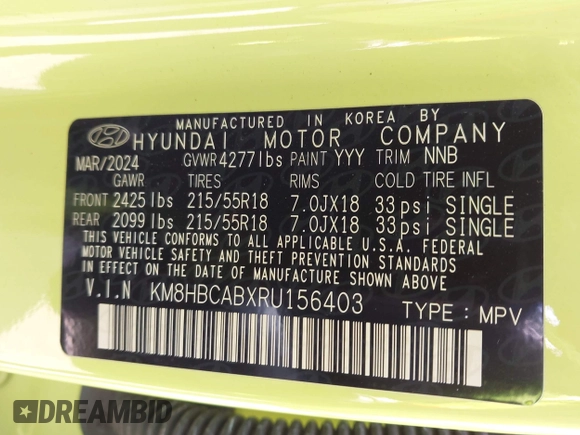 MANUFACTURED IN KOREA BY
HYUNDAI MOTOR COMPANY
MAR/2024 GVWR 4277lbs PAINT YYY TRIM NNB
GAWR TIRES RIMS COLD TIRE INFL
FRONT 2425 lbs 215/55R18 7.0JX18 33psi SINGLE
REAR 2099 lbs 215/55R18 7.0JX18 33psi SINGLE
THIS VEHICLE CONFORMS TO ALL APPLICABLE U.S.A. FEDERAL
MOTOR VEHICLE SAFETY AND THEFT PREVENTION STANDARDS
IN EFFECT ON THE DATE OF MANUFACTURE SHOWN ABOVE
V.I.N KM8HBCABXRU156403 TYPE : MPV
DREAMBID